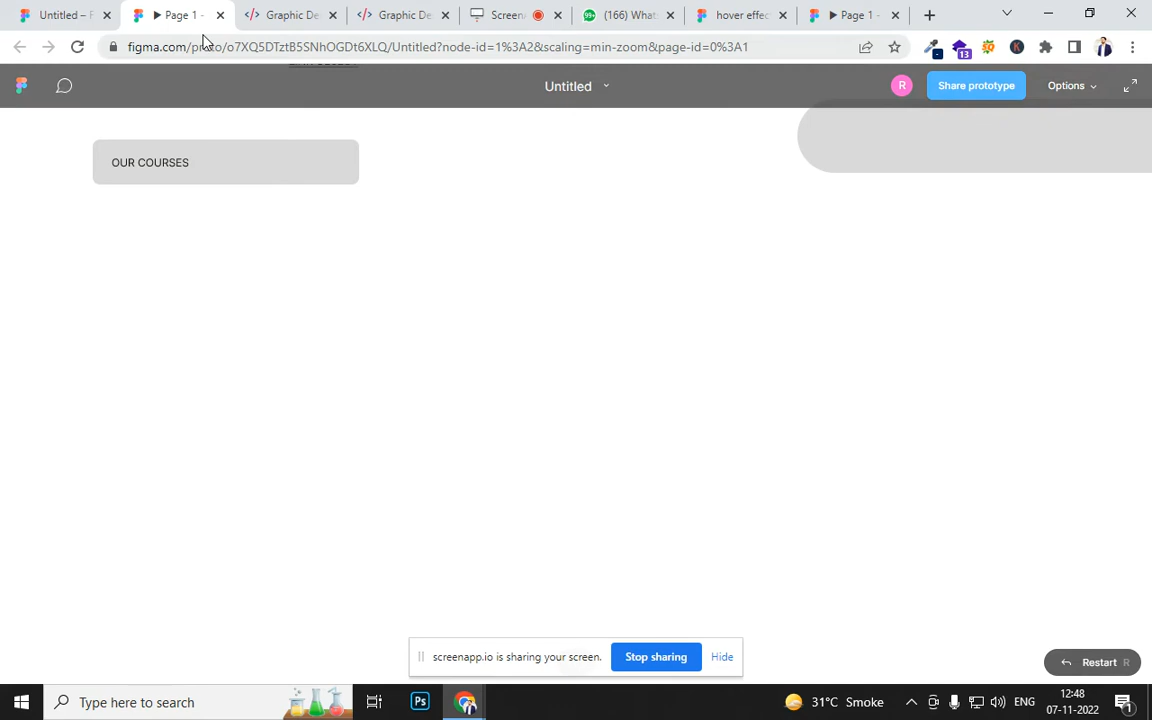 Untitled – F
Page 1 -
Graphic De
Graphic De
Screen
(166) What
hover effec
Page 1 -
figma.com/proto/o7XQ5DTztB5SNhOGDt6XLQ/Untitled?node-id=1%3A2&scaling=min-zoom&page-id=0%3A1
Untitled
R
Share prototype
Options
OUR COURSES
screenapp.io is sharing your screen.
Stop sharing
Hide
Restart R
Type here to search
Ps
31°C Smoke
ENG
12:48
07-11-2022